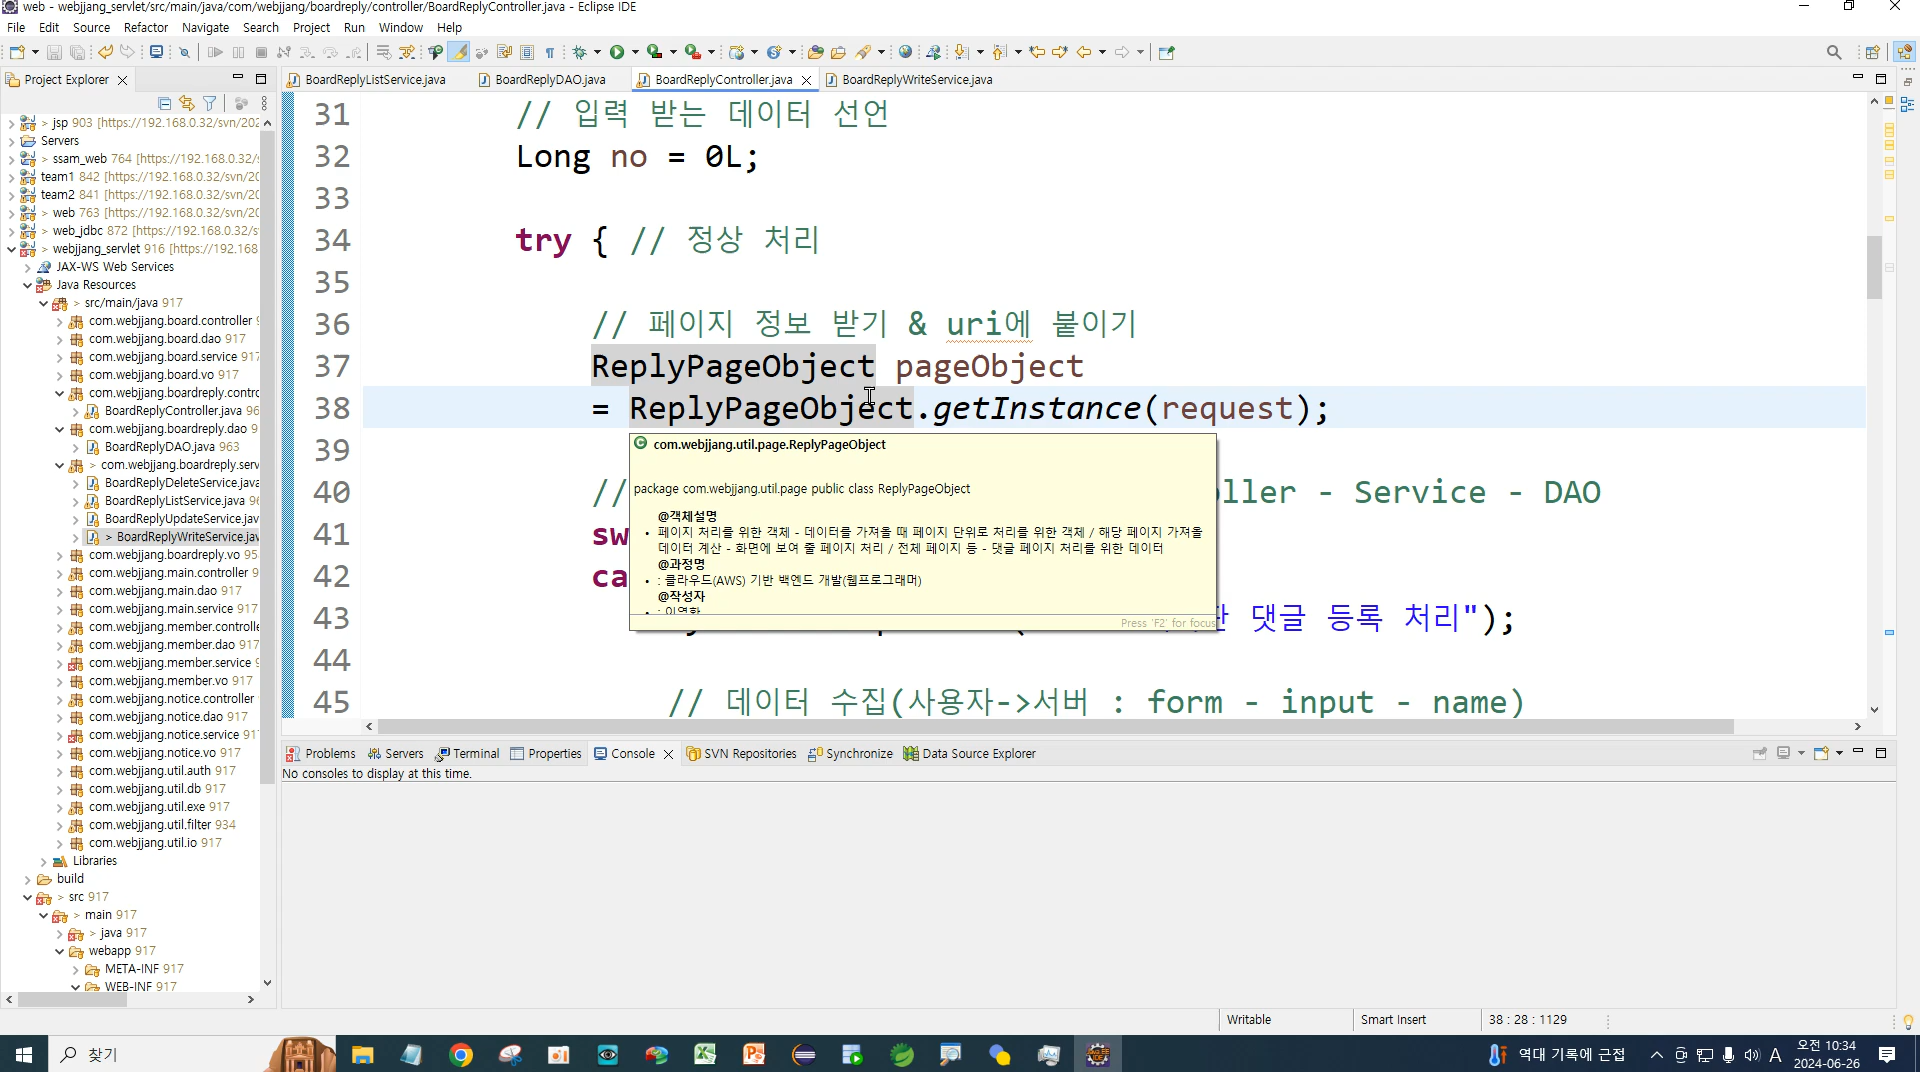 web - webjjang_servlet/src/main/java/com/webjjang/boardreply/controller/BoardReplyController.java - Eclipse IDE
File Edit Source Refactor Navigate Search Project Run Window Help
Project Explorer
BoardReplyListService.java BoardReplyDAO.java BoardReplyController.java BoardReplyWriteService.java
> jsp 903 [https://192.168.0.32/svn/202
Servers
> ssam_web 764 [https://192.168.0.32/s
team1 842 [https://192.168.0.32/svn/20
team2 841 [https://192.168.0.32/svn/20
> web 763 [https://192.168.0.32/svn/20
> web_jdbc 872 [https://192.168.0.32/s
> webjjang_servlet 916 [https://192.168
JAX-WS Web Services
Java Resources
> src/main/java 917
com.webjjang.board.controller 9
com.webjjang.board.dao 917
com.webjjang.board.service 917
com.webjjang.board.vo 917
com.webjjang.boardreply.contro
BoardReplyController.java 96
com.webjjang.boardreply.dao 9
BoardReplyDAO.java 963
> com.webjjang.boardreply.serv
BoardReplyDeleteService.java
BoardReplyListService.java 96
BoardReplyUpdateService.jav
> BoardReplyWriteService.jav
com.webjjang.boardreply.vo 95
com.webjjang.main.controller 9
com.webjjang.main.dao 917
com.webjjang.main.service 917
com.webjjang.member.controlle
com.webjjang.member.dao 917
com.webjjang.member.service 9
com.webjjang.member.vo 917
com.webjjang.notice.controller
com.webjjang.notice.dao 917
com.webjjang.notice.service 917
com.webjjang.notice.vo 917
com.webjjang.util.auth 917
com.webjjang.util.db 917
com.webjjang.util.exe 917
com.webjjang.util.filter 934
com.webjjang.util.io 917
Libraries
build
> src 917
> main 917
> java 917
webapp 917
META-INF 917
WEB-INF 917
31 // 입력 받는 데이터 선언
32 Long no = 0L;
33
34 try { // 정상 처리
35
36 // 페이지 정보 받기 & uri에 붙이기
37 ReplyPageObject pageObject
38 = ReplyPageObject.getInstance(request);
39
40 // ller - Service - DAO
41 sw
42 ca
43 댓글 등록 처리");
44
45 // 데이터 수집(사용자->서버 : form - input - name)
com.webjjang.util.page.ReplyPageObject
package com.webjjang.util.page public class ReplyPageObject
@객체설명
• 페이지 처리를 위한 객체 - 데이터를 가져올 때 페이지 단위로 처리를 위한 객체 / 해당 페이지 가져올
데이터 계산 - 화면에 보여 줄 페이지 처리 / 전체 페이지 등 - 댓글 페이지 처리를 위한 데이터
@과정명
• : 클라우드(AWS) 기반 백엔드 개발(웹프로그래머)
@작성자
• : 이영환
Press 'F2' for focus
Problems Servers Terminal Properties Console SVN Repositories Synchronize Data Source Explorer
No consoles to display at this time.
Writable Smart Insert 38 : 28 : 1129
찾기
역대 기록에 근접
A
오전 10:34
2024-06-26